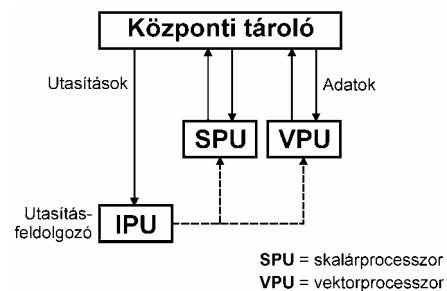 Központi tároló
Utasítások
Adatok
SPU
VPU
Utasítás-
feldolgozó
IPU
SPU = skalárprocesszor
VPU = vektorprocesszor